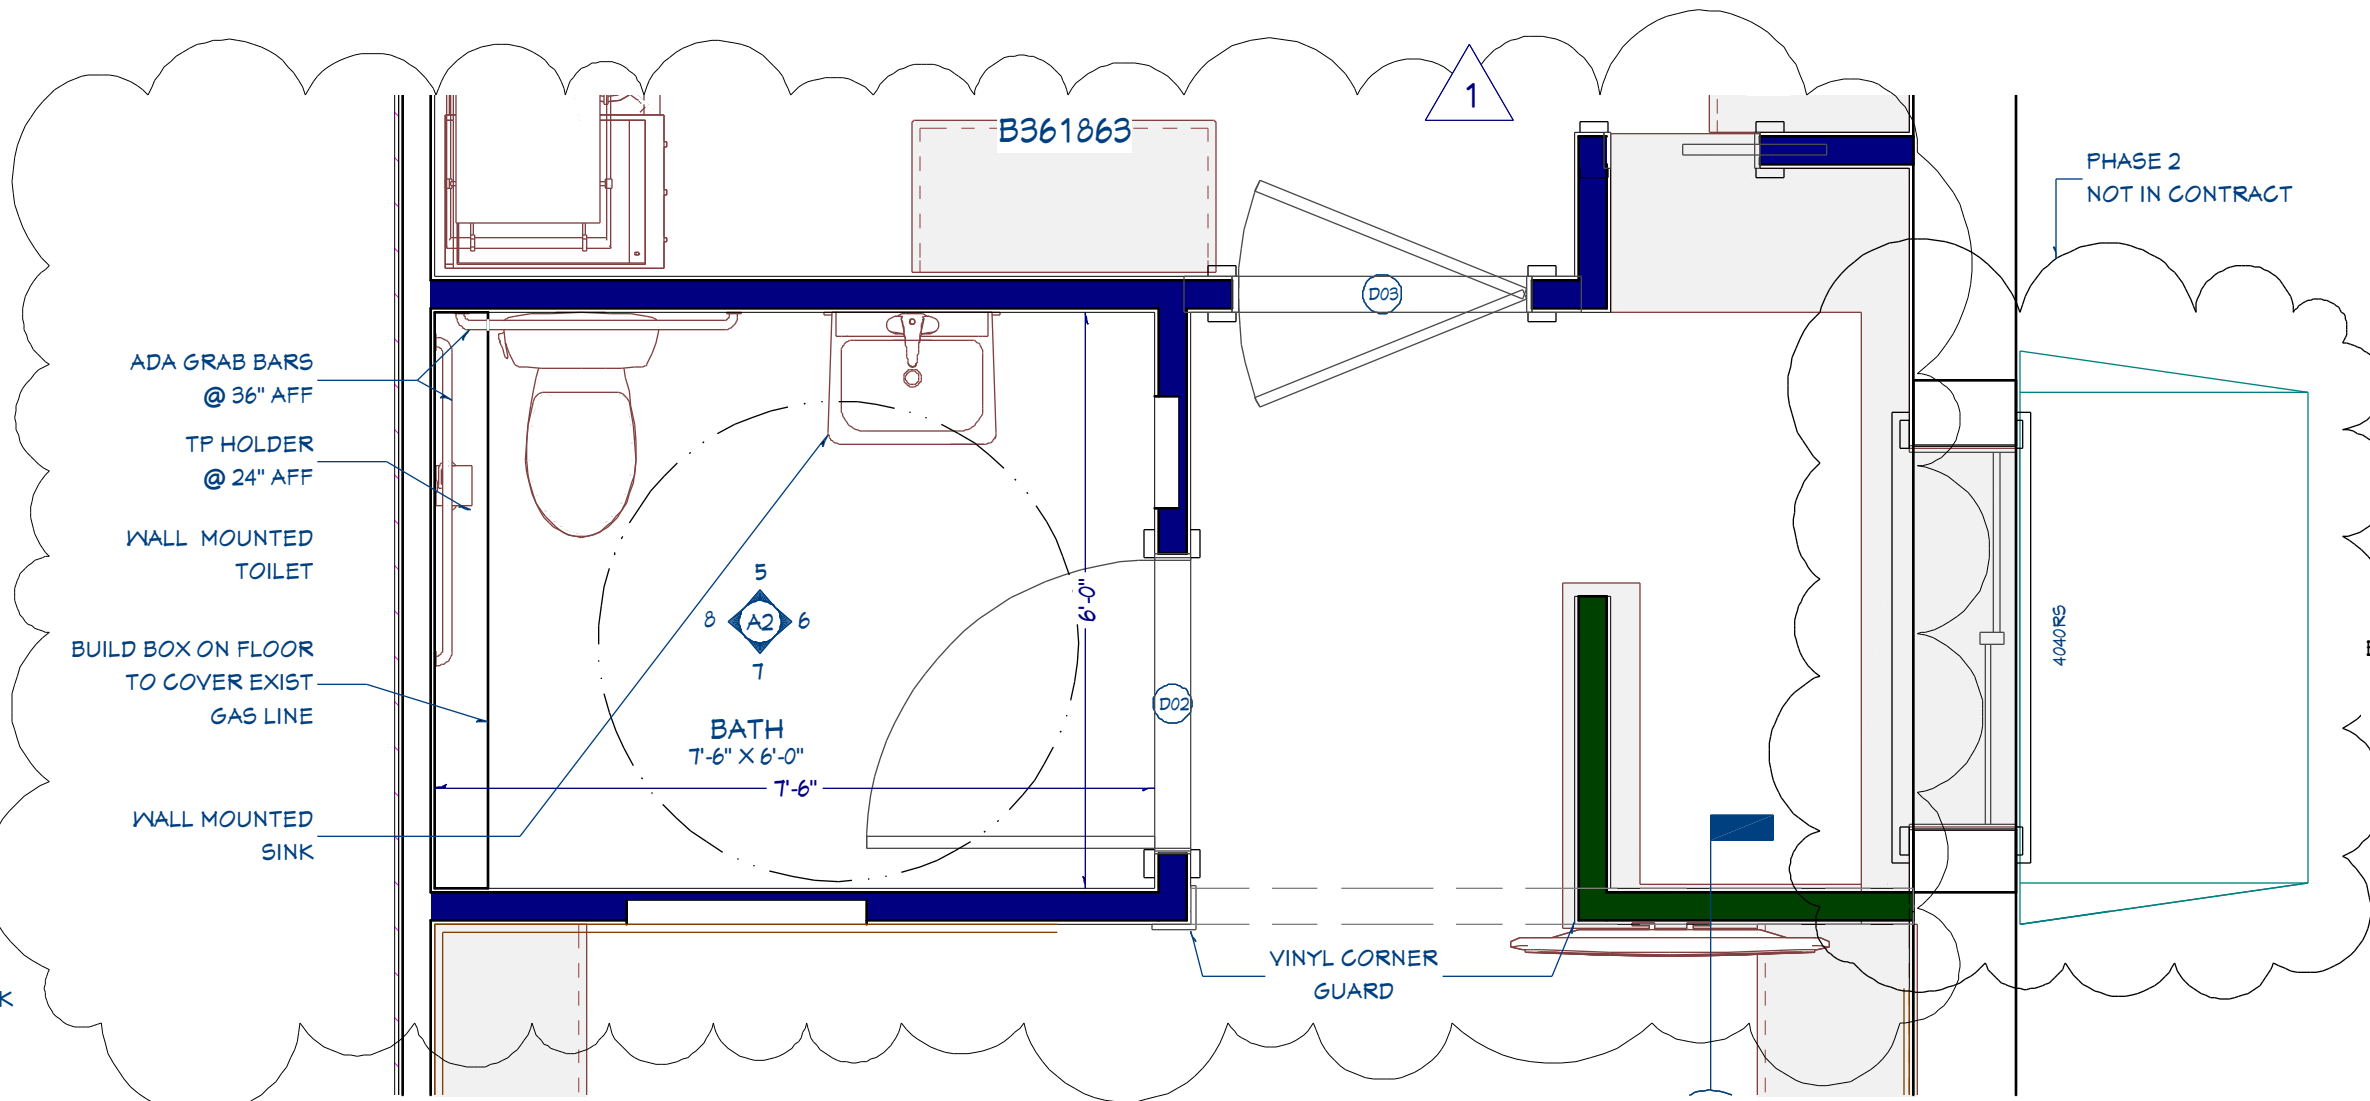 1
B361863
PHASE 2
NOT IN CONTRACT
D03
ADA GRAB BARS
@ 36" AFF
TP HOLDER
@ 24" AFF
WALL MOUNTED
TOILET
5
8 A2 6
7
6'-0"
4040RS
BUILD BOX ON FLOOR
TO COVER EXIST
GAS LINE
D02
BATH
7'-6" X 6'-0"
7'-6"
WALL MOUNTED
SINK
VINYL CORNER
GUARD
K